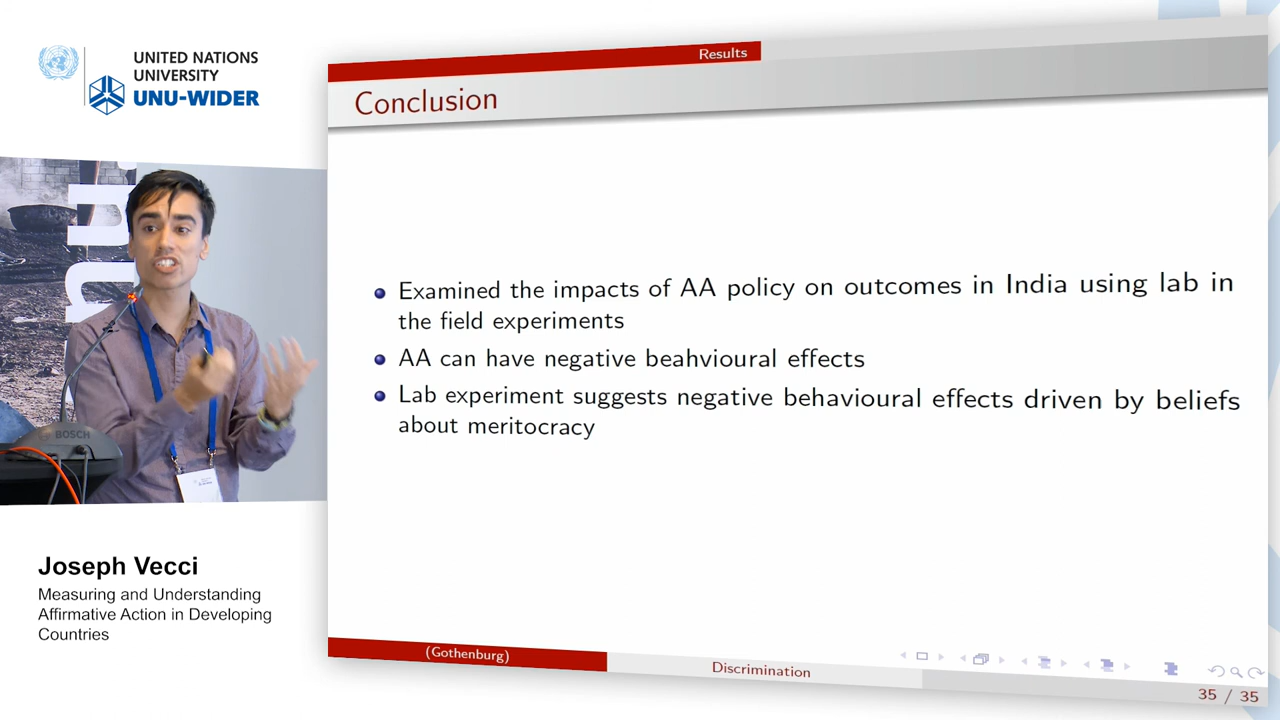 UNITED NATIONS
UNIVERSITY
UNU-WIDER
Results
Conclusion
Examined the impacts of AA policy on outcomes in India using lab in
the field experiments
AA can have negative beahvioural effects
Lab experiment suggests negative behavioural effects driven by beliefs
about meritocracy
BOSCH
Joseph Vecci
Measuring and Understanding
Affirmative Action in Developing
Countries
(Gothenburg)
Discrimination
35 / 35